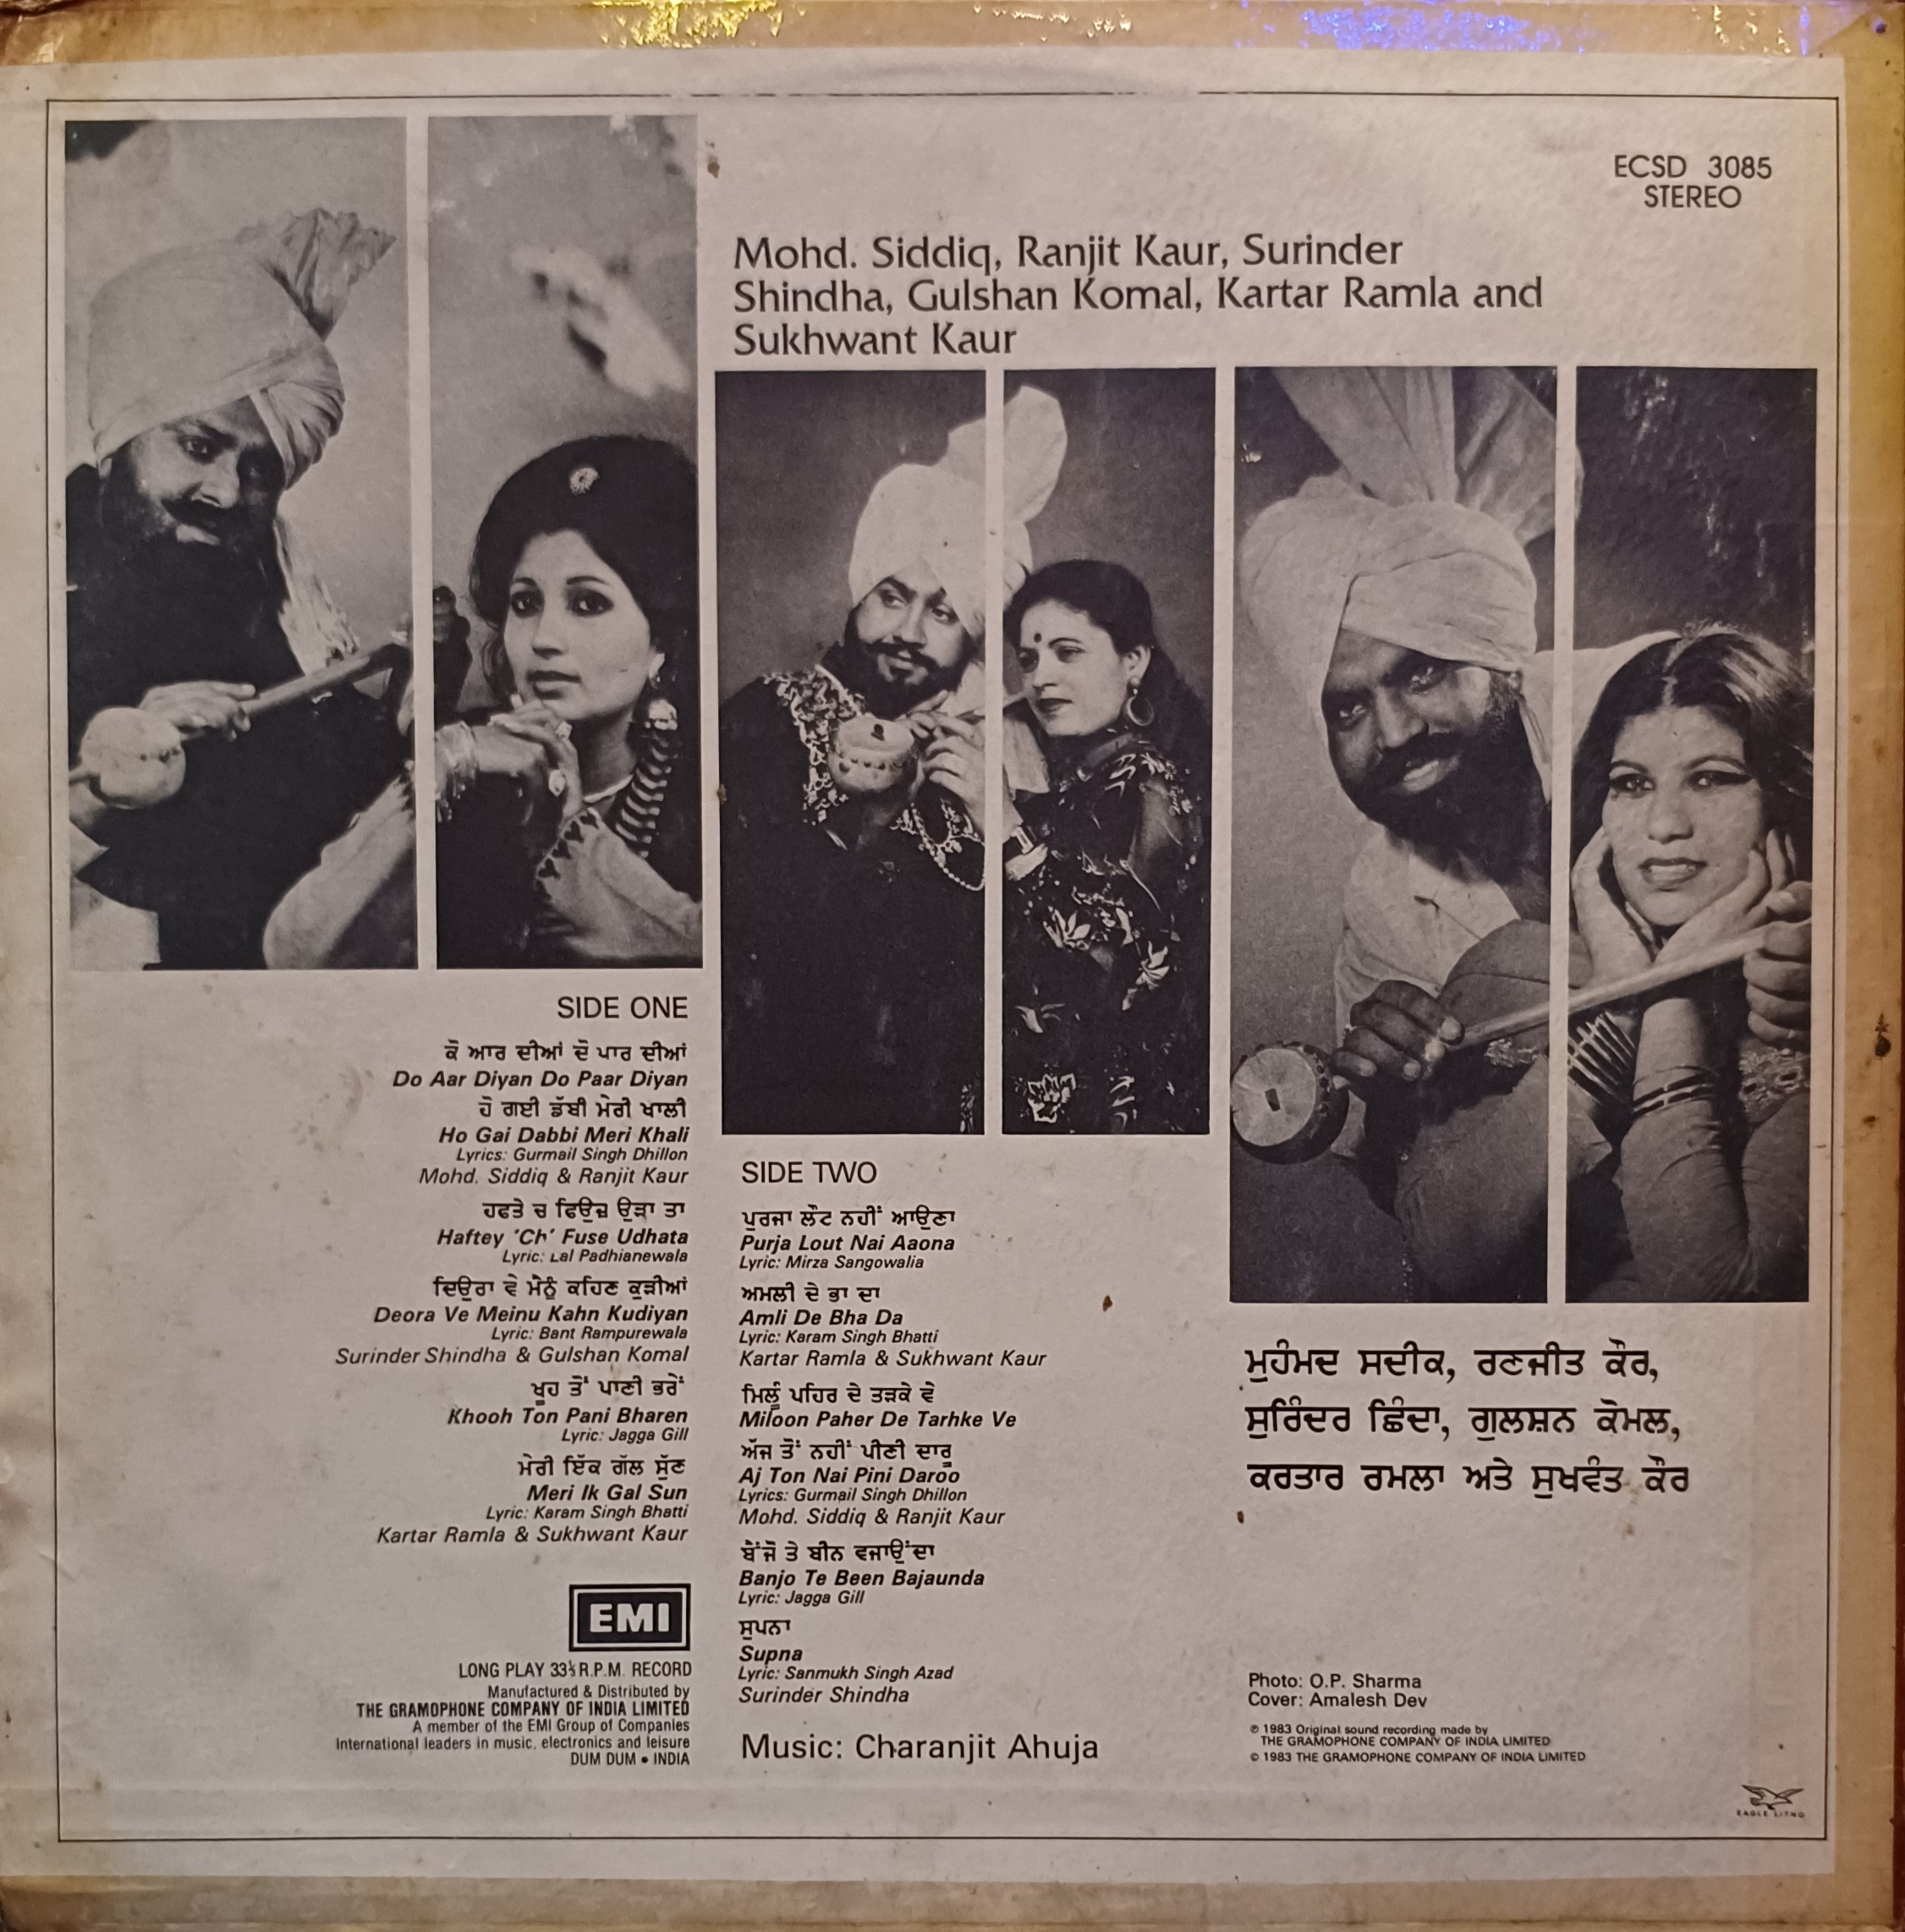 ECSD 3085
STEREO
Mohd. Siddiq, Ranjit Kaur, Surinder
Shindha, Gulshan Komal, Kartar Ramla and
Sukhwant Kaur
SIDE ONE
ਕੋ ਆਰ ਦੀਆਂ ਦੋ ਪਾਰ ਦੀਆਂ
Do Aar Diyan Do Paar Diyan
ਹੋ ਗਈ ਡੱਬੀ ਮੇਰੀ ਖਾਲੀ
Ho Gai Dabbi Meri Khali
Lyrics: Gurmail Singh Dhillon
Mohd. Siddiq & Ranjit Kaur
ਹਫਤੇ ਚ ਫਿਉਜ਼ ਉੜਾ ਤਾ
Haftey ‘Ch’ Fuse Udhata
Lyric: Lal Padhianewala
ਦਿਉਰਾ ਵੇ ਮੈਨੂੰ ਕਹਿਣ ਕੁੜੀਆਂ
Deora Ve Meinu Kahn Kudiyan
Lyric: Bant Rampurewala
Surinder Shindha & Gulshan Komal
ਖੂਹ ਤੋਂ ਪਾਣੀ ਭਰੇਂ
Khooh Ton Pani Bharen
Lyric: Jagga Gill
ਮੇਰੀ ਇੱਕ ਗੱਲ ਸੁੱਣ
Meri Ik Gal Sun
Lyric: Karam Singh Bhatti
Kartar Ramla & Sukhwant Kaur
EMI
LONG PLAY 33⅓ R.P.M. RECORD
Manufactured & Distributed by
THE GRAMOPHONE COMPANY OF INDIA LIMITED
A member of the EMI Group of Companies
International leaders in music, electronics and leisure
DUM DUM • INDIA
SIDE TWO
ਪੁਰਜਾ ਲੌਟ ਨਹੀਂ ਆਉਣਾ
Purja Lout Nai Aaona
Lyric: Mirza Sangowalia
ਅਮਲੀ ਦੇ ਭਾ ਦਾ
Amli De Bha Da
Lyric: Karam Singh Bhatti
Kartar Ramla & Sukhwant Kaur
ਮਿਲੂੰ ਪਹਿਰ ਦੇ ਤੜਕੇ ਵੇ
Miloon Paher De Tarhke Ve
ਅੱਜ ਤੋਂ ਨਹੀਂ ਪੀਣੀ ਦਾਰੂ
Aj Ton Nai Pini Daroo
Lyrics: Gurmail Singh Dhillon
Mohd. Siddiq & Ranjit Kaur
ਬੈਂਜੋ ਤੇ ਬੀਨ ਵਜਾਉਂਦਾ
Banjo Te Been Bajaunda
Lyric: Jagga Gill
ਸੁਪਨਾ
Supna
Lyric: Sanmukh Singh Azad
Surinder Shindha
Music: Charanjit Ahuja
ਮੁਹੰਮਦ ਸਦੀਕ, ਰਣਜੀਤ ਕੌਰ,
ਸੁਰਿੰਦਰ ਛਿੰਦਾ, ਗੁਲਸ਼ਨ ਕੋਮਲ,
ਕਰਤਾਰ ਰਮਲਾ ਅਤੇ ਸੁਖਵੰਤ ਕੌਰ
Photo: O.P. Sharma
Cover: Amalesh Dev
℗ 1983 Original sound recording made by
THE GRAMOPHONE COMPANY OF INDIA LIMITED
© 1983 THE GRAMOPHONE COMPANY OF INDIA LIMITED
EAGLE LITHO